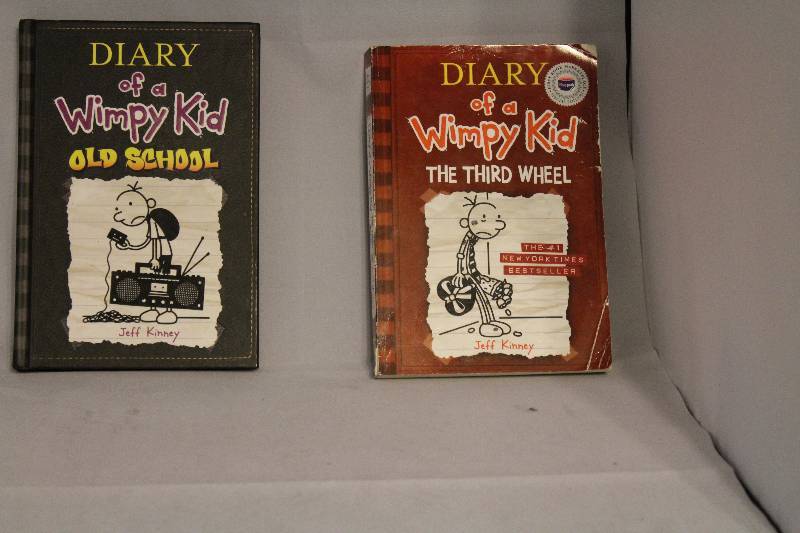 DIARY
of a
Wimpy Kid
OLD SCHOOL
Jeff Kinney
DIARY
of a
Wimpy Kid
THE THIRD WHEEL
THE #1
NEW YORK TIMES
BESTSELLER
Jeff Kinney